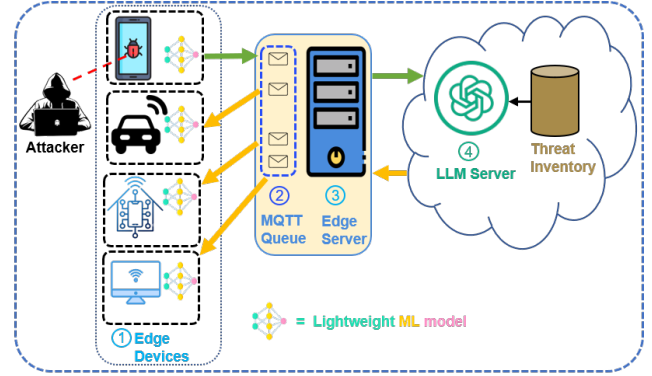 Attacker
① Edge
Devices
②
MQTT
Queue
③
Edge
Server
④
LLM Server
Threat
Inventory
= Lightweight ML model